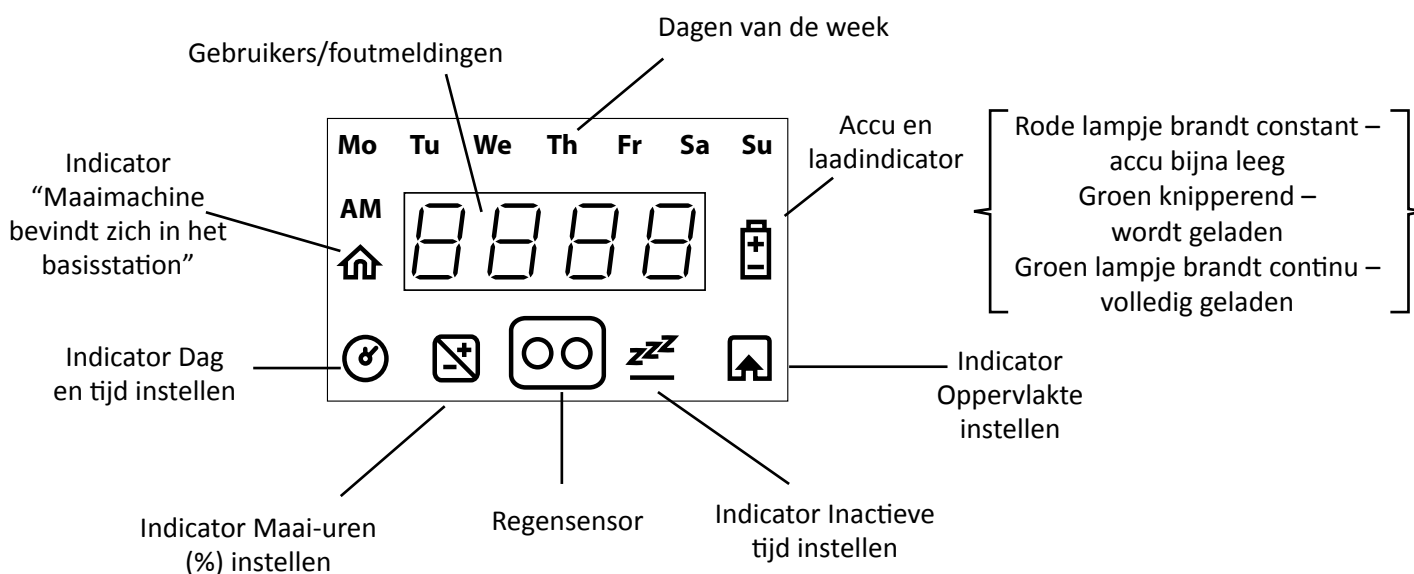 Dagen van de week
Gebruikers/foutmeldingen
Mo Tu We Th Fr Sa Su
AM
8888
Indicator
“Maaimachine
bevindt zich in het
basisstation”
Accu en
laadindicator
Rode lampje brandt constant –
accu bijna leeg
Groen knipperend –
wordt geladen
Groen lampje brandt continu –
volledig geladen
Indicator Dag
en tijd instellen
zzz
Indicator
Oppervlakte
instellen
Indicator Maai-uren
(%) instellen
Regensensor
Indicator Inactieve
tijd instellen